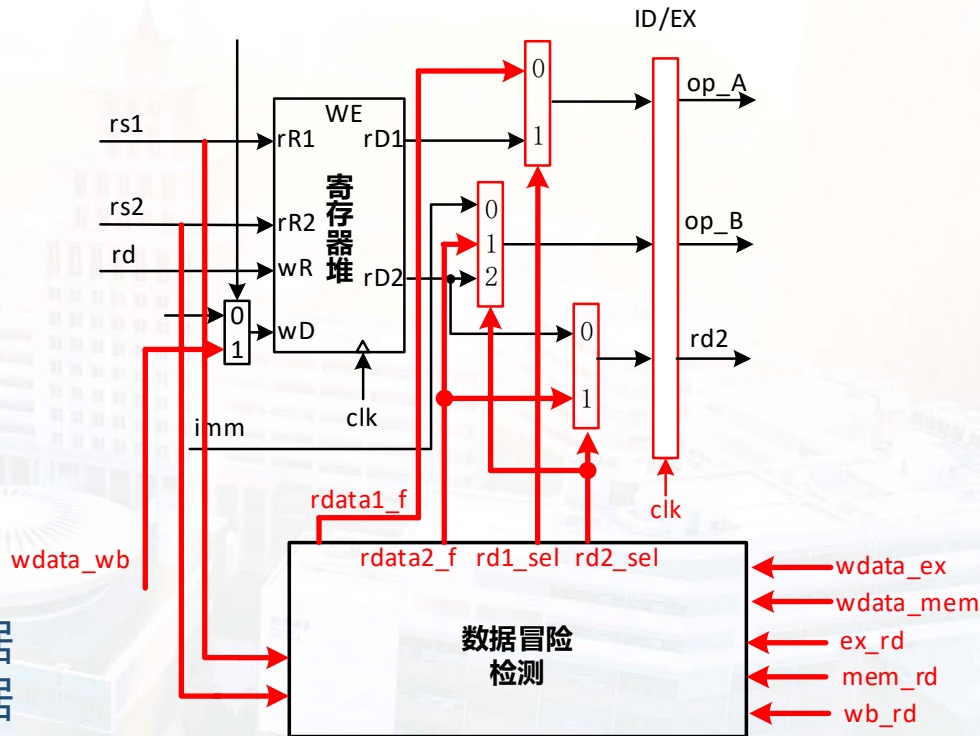 ID/EX
op_A
0
WE
rs1
rR1
rD1
1
寄存器堆
rs2
rR2
0
op_B
1
rd
wR
rD2
2
0
wD
0
rd2
1
1
clk
imm
rdata1_f
clk
wdata_wb
rdata2_f
rd1_sel
rd2_sel
wdata_ex
wdata_mem
数据冒险
检测
ex_rd
mem_rd
wb_rd
据
据